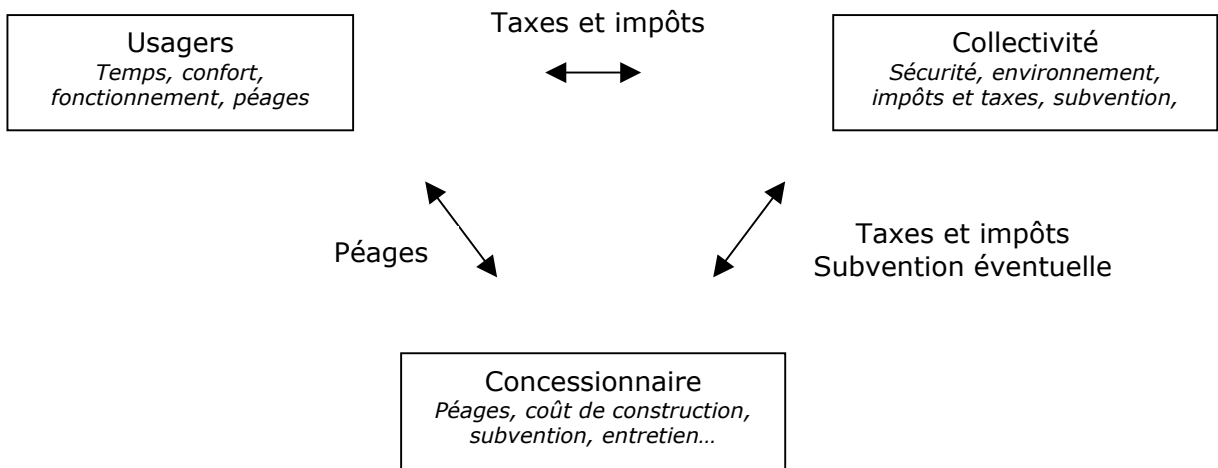 Taxes et impôts
Usagers
Temps, confort,
fonctionnement, péages
Collectivité
Sécurité, environnement,
impôts et taxes, subvention,
Péages
Taxes et impôts
Subvention éventuelle
Concessionnaire
Péages, coût de construction,
subvention, entretien…